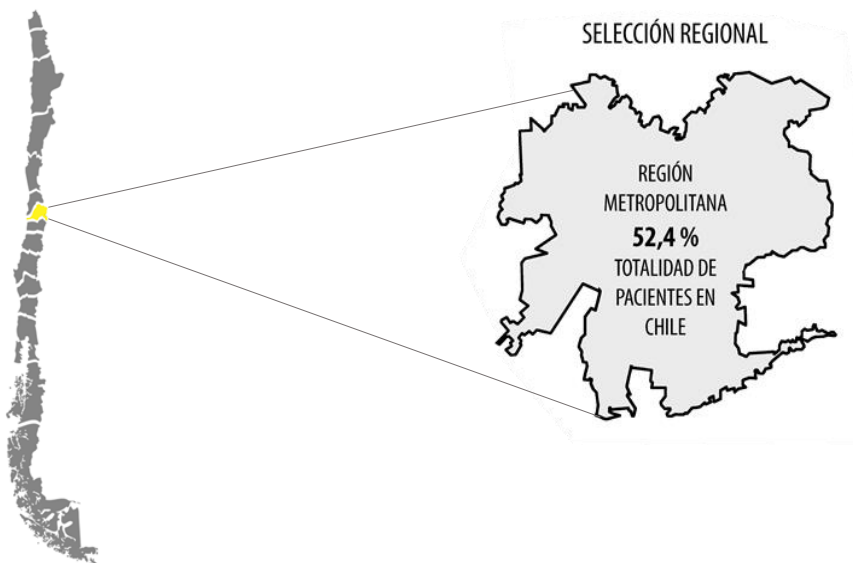 SELECCIÓN REGIONAL
REGIÓN
METROPOLITANA
52,4 %
TOTALIDAD DE
PACIENTES EN
CHILE